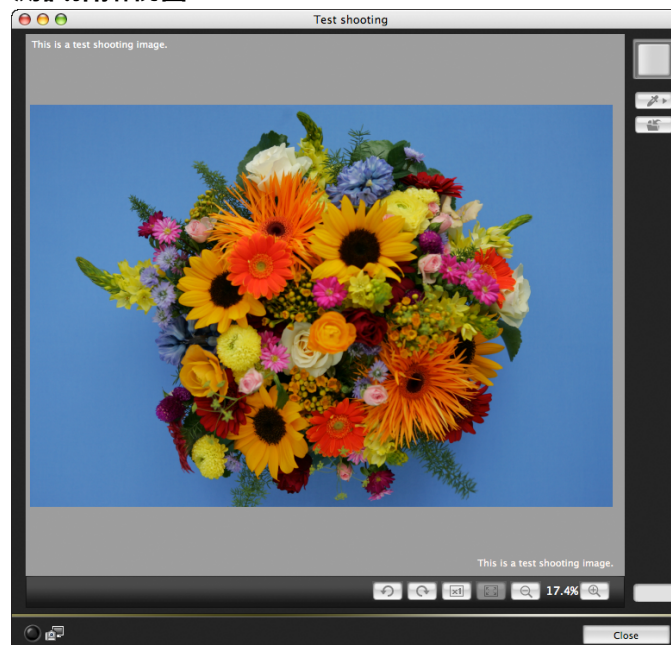 Test shooting
This is a test shooting image.
This is a test shooting image.
x1
17.4%
Close